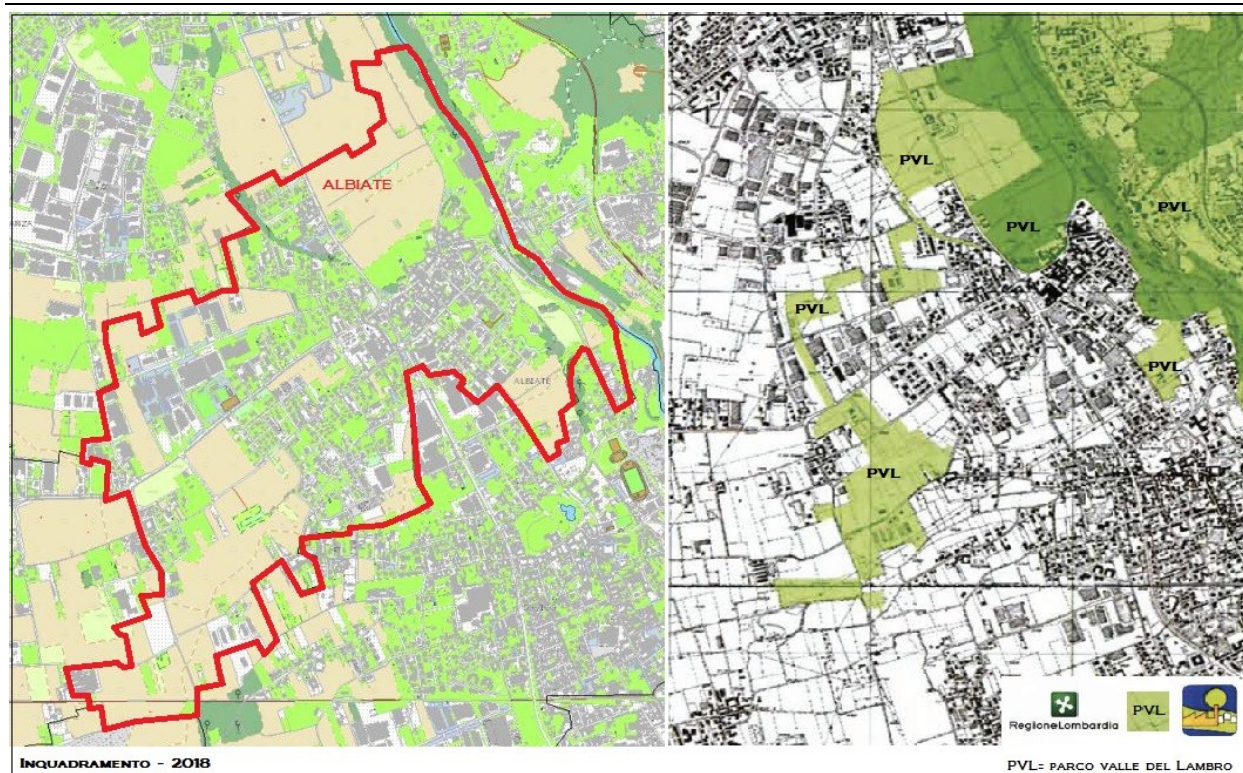 ALBIATE
ALBIATE
PVL
PVL
PVL
PVL
PVL
PVL
RegioneLombardia
PVL
INQUADRAMENTO - 2018
PVL= PARCO VALLE DEL LAMBRO